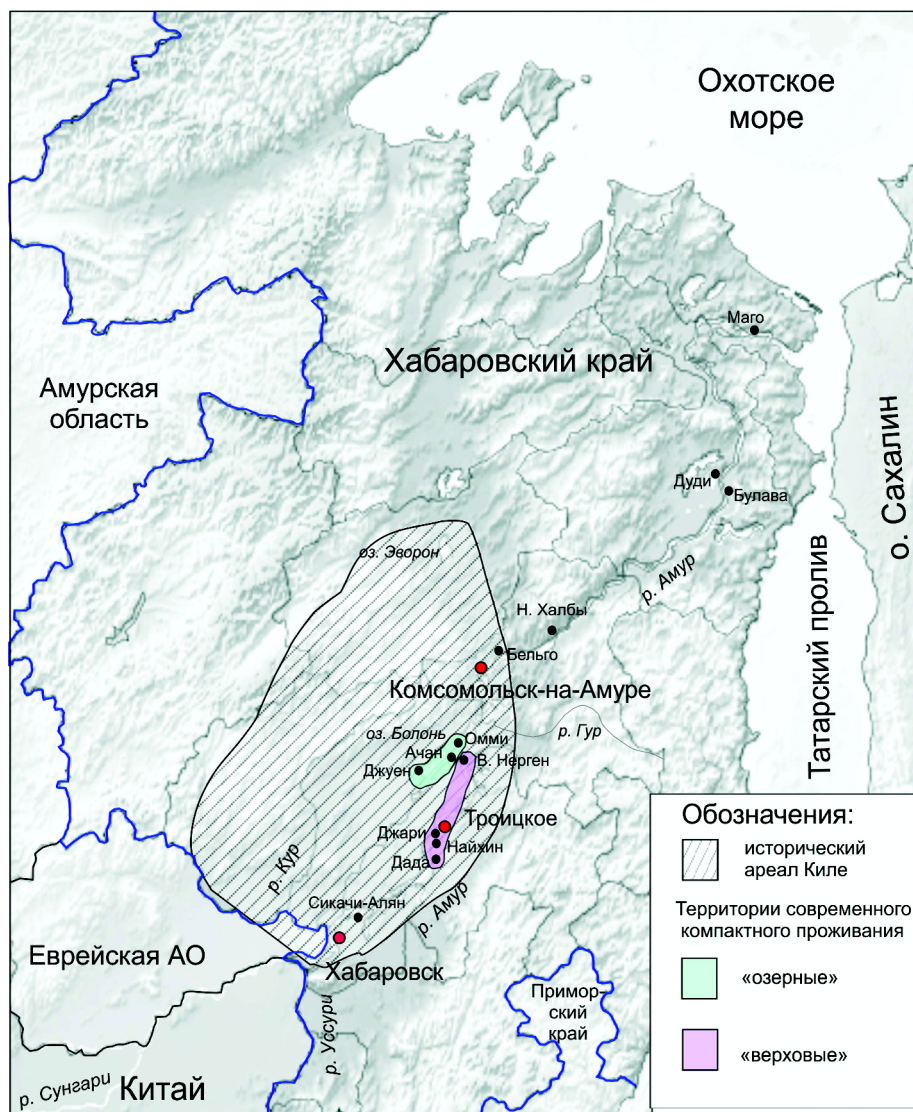 Охотское
море
Маго
Хабаровский край
Амурская
область
о. Сахалин
Дуди
Булава
оз. Эворон
р. Амур
Татарский пролив
Н. Халбы
Бельго
Комсомольск-на-Амуре
р. Гур
оз. Болонь
Омми
Ачан
В. Нерген
Джуен
Троицкое
Джари
Найхин
Дада
р. Кур
Сикачи-Алян
р. Амур
Еврейская АО
Хабаровск
Примор-
ский
край
р. Уссури
р. Сунгари
Китай
Обозначения:
исторический
ареал Киле
Территории современного
компактного проживания
«озерные»
«верховые»